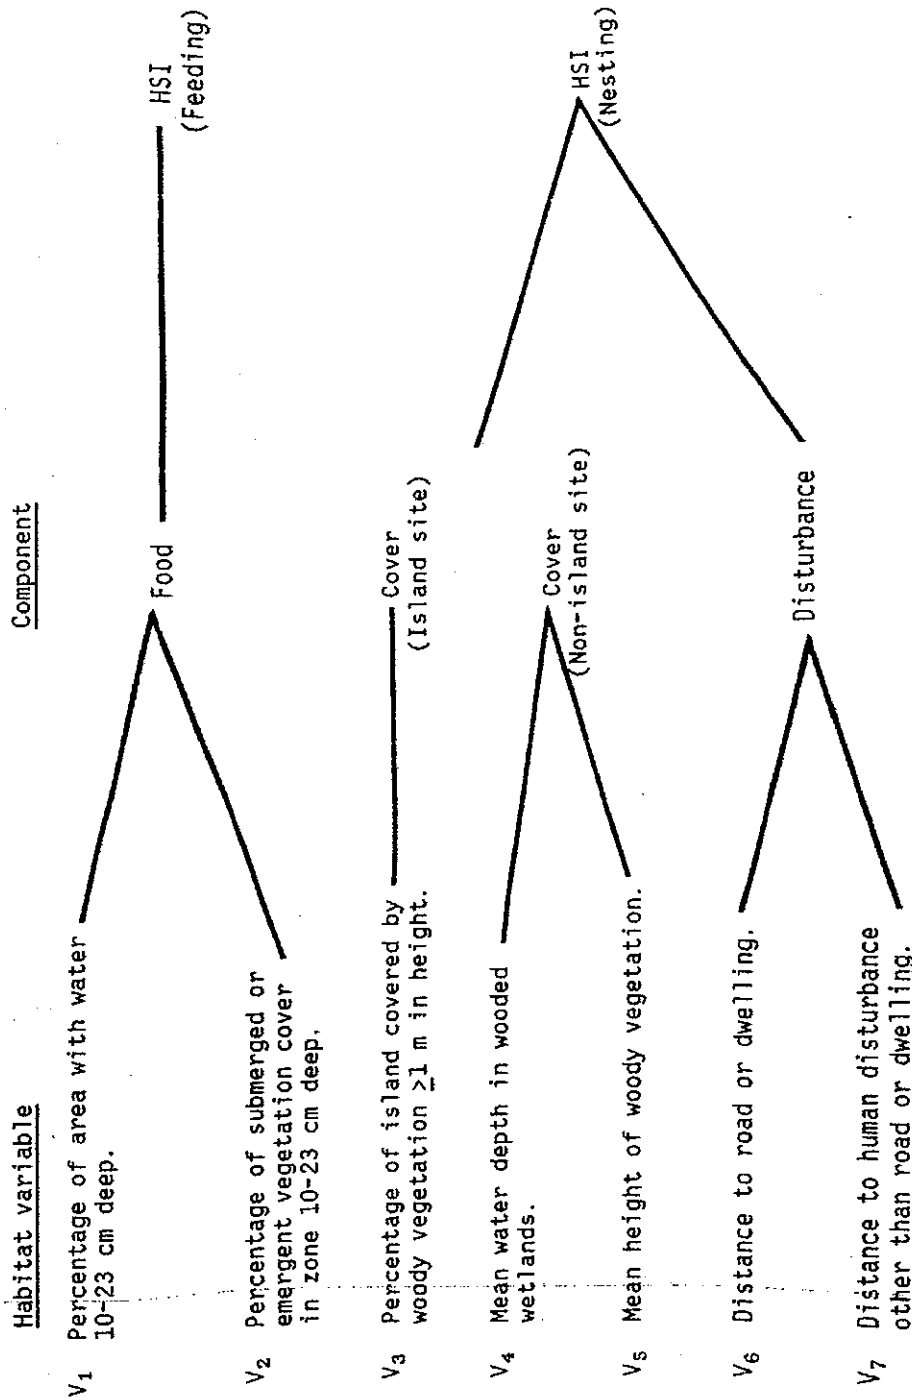 Habitat variable
Component
V₁ Percentage of area with water
10-23 cm deep.
V₂ Percentage of submerged or
emergent vegetation cover
in zone 10-23 cm deep.
Food
HSI
(Feeding)
V₃ Percentage of island covered by
woody vegetation ≥1 m in height.
Cover
(Island site)
V₄ Mean water depth in wooded
wetlands.
V₅ Mean height of woody vegetation.
Cover
(Non-island site)
HSI
(Nesting)
V₆ Distance to road or dwelling.
V₇ Distance to human disturbance
other than road or dwelling.
Disturbance